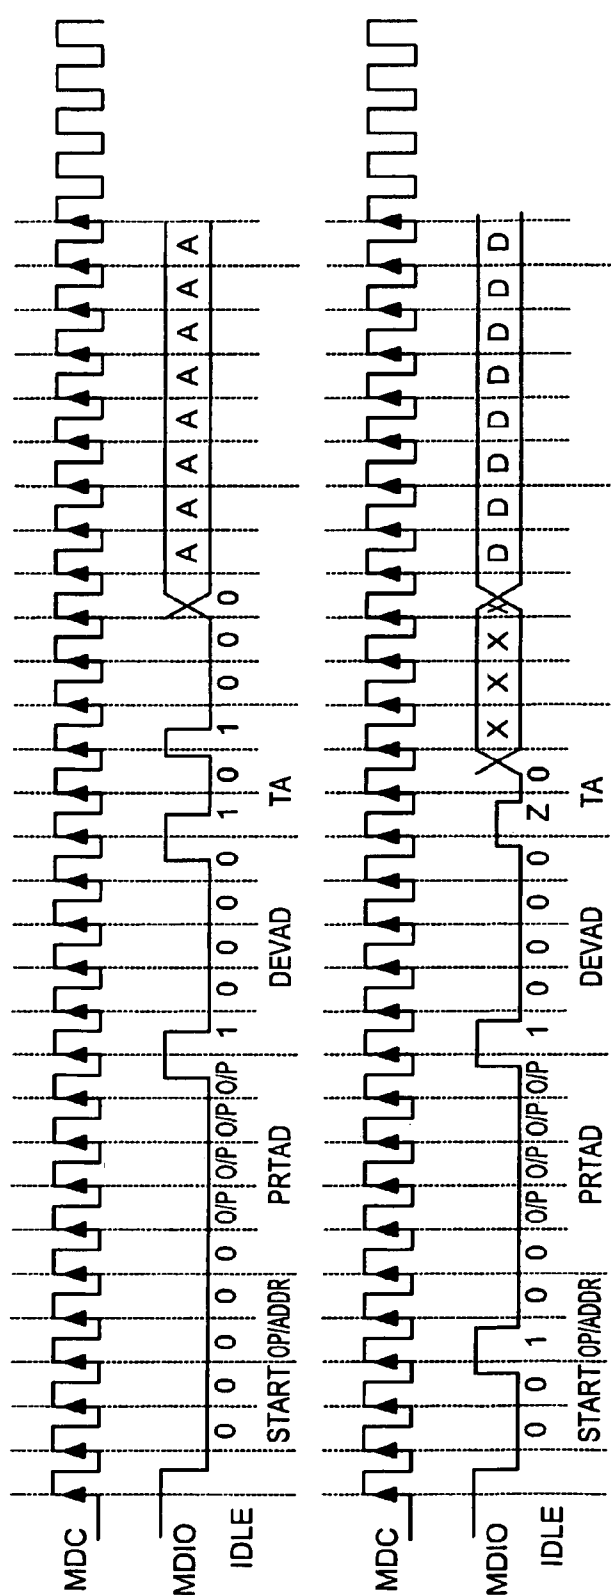 MDC
MDIO A A A A A A A A
0 0 0 0 0 O/P O/P O/P O/P 1 0 0 0 0 1 0 1 0 0 0
IDLE START OP/ADDR PRTAD DEVAD TA
MDC
MDIO X X X X D D D D D D D D
0 0 1 0 0 O/P O/P O/P O/P 1 0 0 0 0 Z 0
IDLE START OP/ADDR PRTAD DEVAD TA